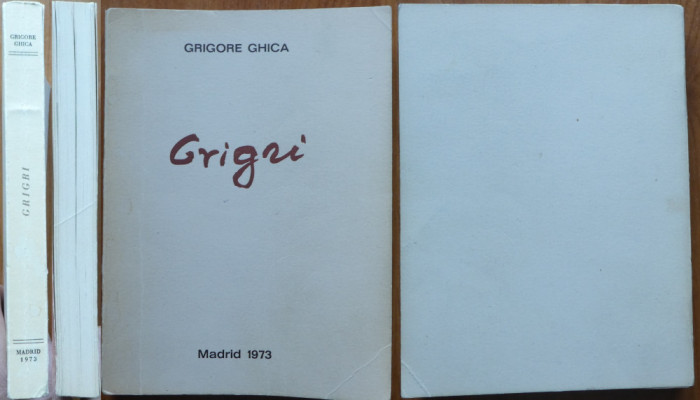 GRIGORE
GHICA
GRIGRI
MADRID
1973
GRIGORE GHICA
Grigri
Madrid 1973